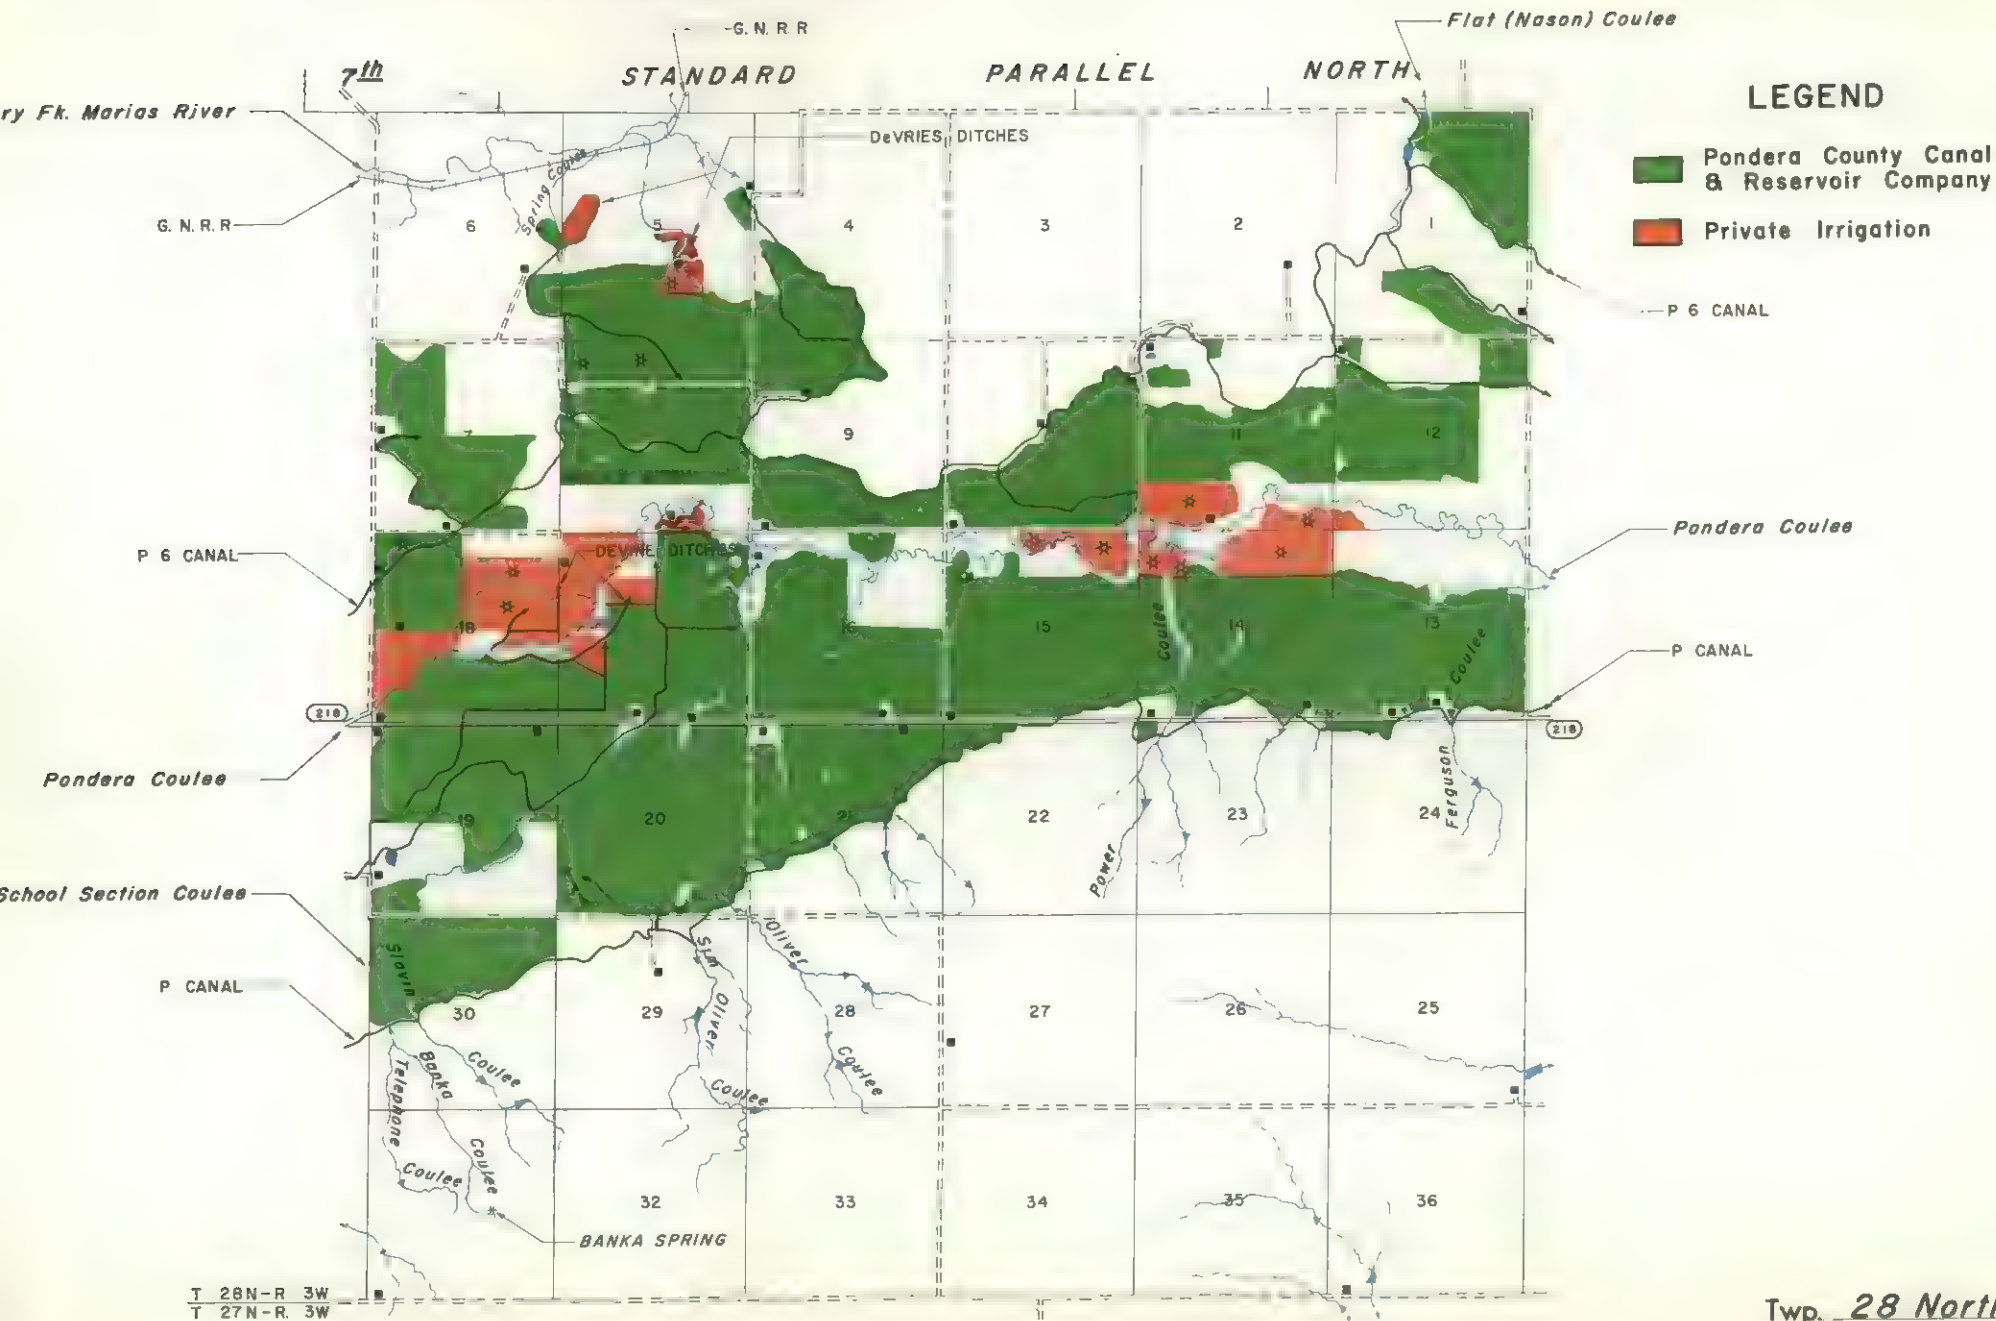 G. N. R. R
Flat (Nason) Coulee
7th STANDARD PARALLEL NORTH
ry Fk. Marias River
DeVRIES DITCHES
LEGEND
Pondera County Canal
& Reservoir Company
Private Irrigation
Spring Coulee
G. N. R. R
6 5 4 3 2 1
P 6 CANAL
7 9 11 12
P 6 CANAL
DEVINE DITCHES
Pondera Coulee
18 16 15 14 13
Coulee
Coulee
P CANAL
218
218
Pondera Coulee
19 20 21 22 23 24
Power
Ferguson
School Section Coulee
Slavin
Sim Oliver
Oliver
P CANAL
30 29 28 27 26 25
Telephone
Banka
Coulee
Coulee
Coulee
Coulee
Coulee
32 33 34 35 36
BANKA SPRING
T 28N-R 3W
T 27N-R. 3W
Twp. 28 North